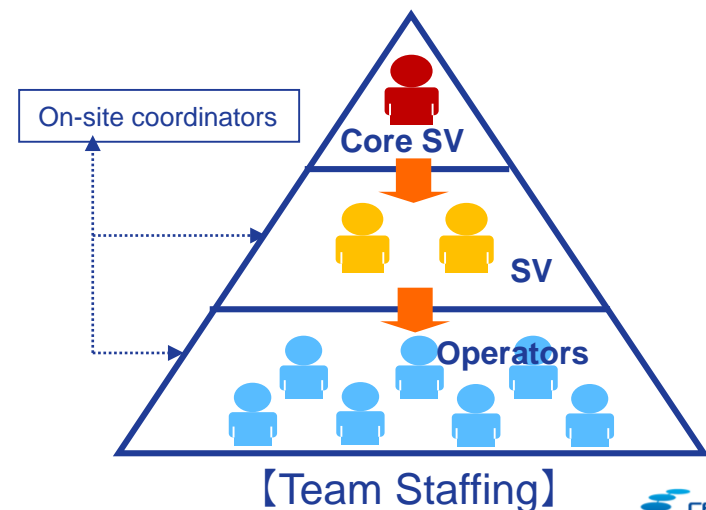 On-site coordinators
Core SV
SV
Operators
【Team Staffing】